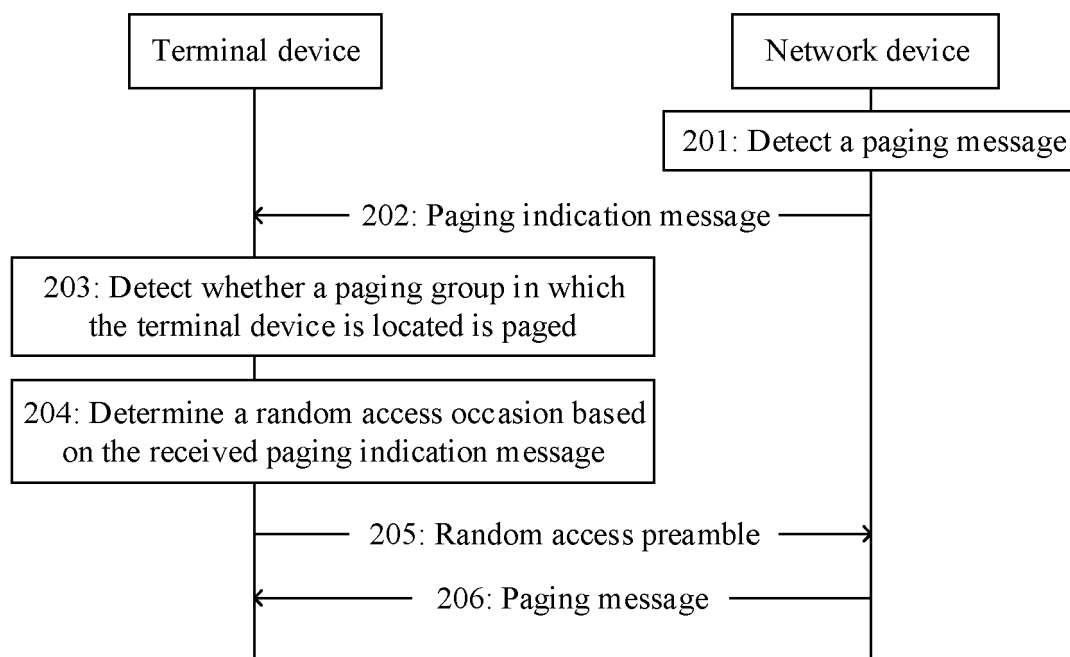 Terminal device
Network device
201: Detect a paging message
202: Paging indication message
203: Detect whether a paging group in which
the terminal device is located is paged
204: Determine a random access occasion based
on the received paging indication message
205: Random access preamble
206: Paging message